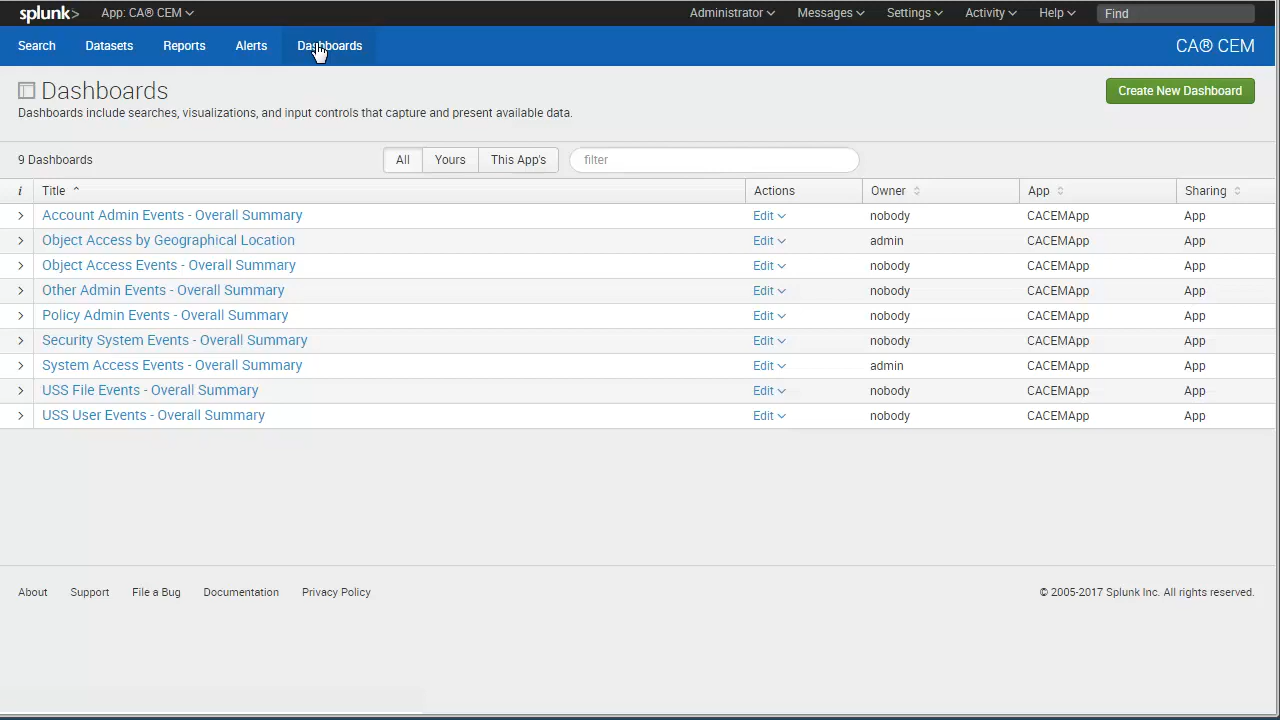 splunk> App: CA® CEM Administrator Messages Settings Activity Help Find
Search Datasets Reports Alerts Dashboards CA® CEM
Dashboards Create New Dashboard
Dashboards include searches, visualizations, and input controls that capture and present available data.
9 Dashboards All Yours This App's filter
i Title Actions Owner App Sharing
Account Admin Events - Overall Summary Edit nobody CACEMApp App
Object Access by Geographical Location Edit admin CACEMApp App
Object Access Events - Overall Summary Edit nobody CACEMApp App
Other Admin Events - Overall Summary Edit nobody CACEMApp App
Policy Admin Events - Overall Summary Edit nobody CACEMApp App
Security System Events - Overall Summary Edit nobody CACEMApp App
System Access Events - Overall Summary Edit admin CACEMApp App
USS File Events - Overall Summary Edit nobody CACEMApp App
USS User Events - Overall Summary Edit nobody CACEMApp App
About Support File a Bug Documentation Privacy Policy © 2005-2017 Splunk Inc. All rights reserved.